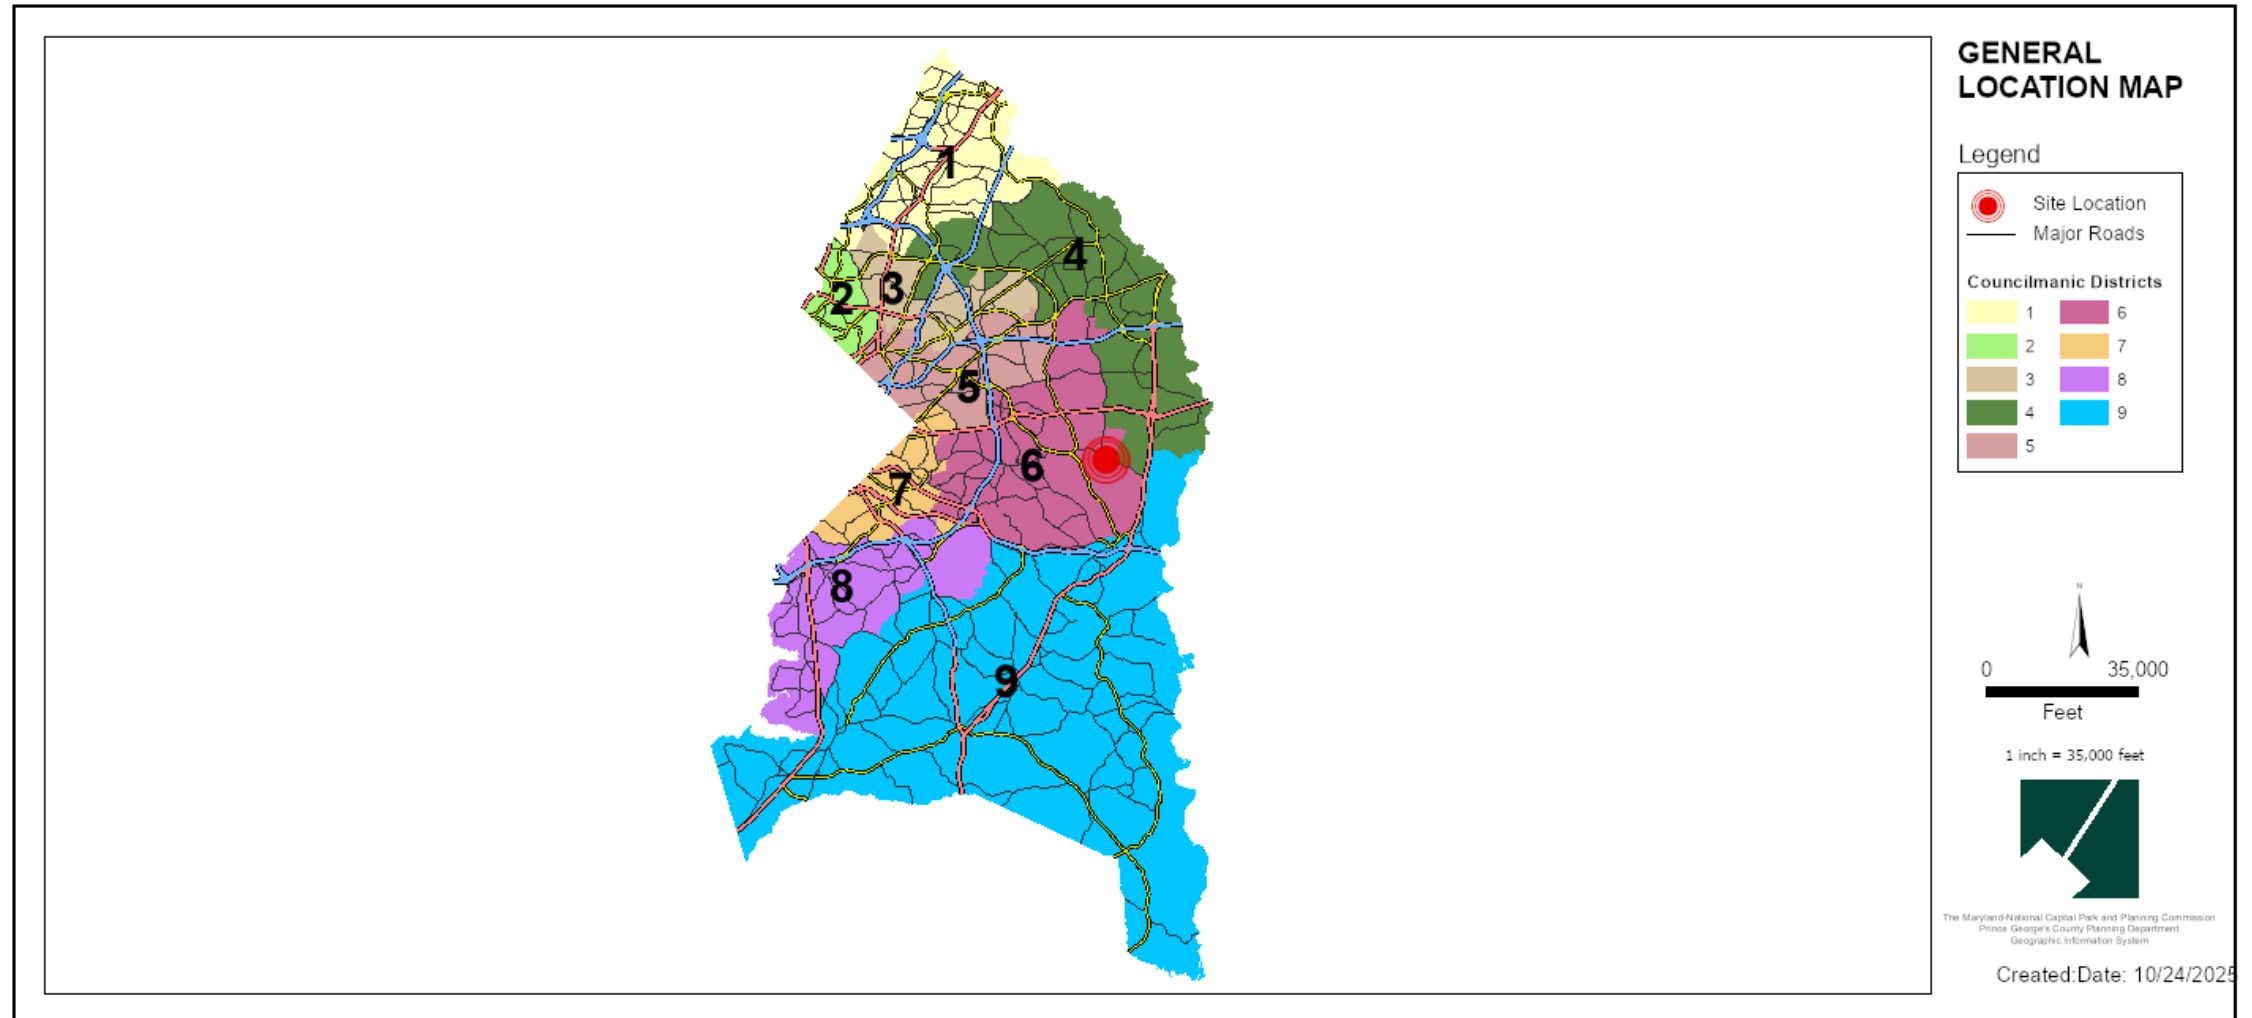 GENERAL
LOCATION MAP
Legend
Site Location
Major Roads
Councilmanic Districts
1 6
2 7
3 8
4 9
5
1
4
3
2
5
6
7
8
9
N
0 35,000
Feet
1 inch = 35,000 feet
The Maryland-National Capital Park and Planning Commission
Prince George's County Planning Department
Geographic Information System
Created:Date: 10/24/2025